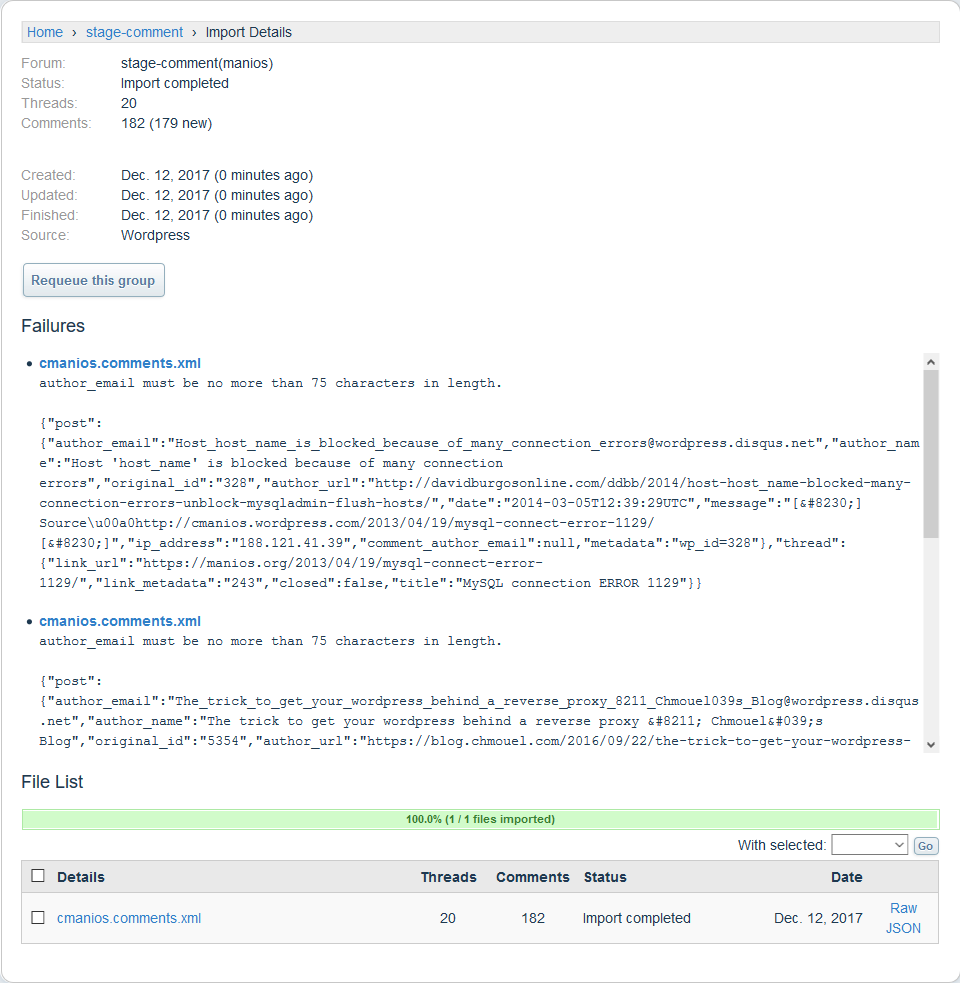 Home › stage-comment › Import Details
Forum: stage-comment(manios)
Status: Import completed
Threads: 20
Comments: 182 (179 new)
Created: Dec. 12, 2017 (0 minutes ago)
Updated: Dec. 12, 2017 (0 minutes ago)
Finished: Dec. 12, 2017 (0 minutes ago)
Source: Wordpress
Requeue this group
Failures
• cmanios.comments.xml
author_email must be no more than 75 characters in length.
{"post":
{"author_email":"Host_host_name_is_blocked_because_of_many_connection_errors@wordpress.disqus.net","author_nam
e":"Host 'host_name' is blocked because of many connection
errors","original_id":"328","author_url":"http://davidburgosonline.com/ddbb/2014/host-host_name-blocked-many-
connection-errors-unblock-mysqladmin-flush-hosts/","date":"2014-03-05T12:39:29UTC","message":"[&#8230;]
Source\u00a0http://cmanios.wordpress.com/2013/04/19/mysql-connect-error-1129/
[&#8230;]","ip_address":"188.121.41.39","comment_author_email":null,"metadata":"wp_id=328"},"thread":
{"link_url":"https://manios.org/2013/04/19/mysql-connect-error-
1129/","link_metadata":"243","closed":false,"title":"MySQL connection ERROR 1129"}}
• cmanios.comments.xml
author_email must be no more than 75 characters in length.
{"post":
{"author_email":"The_trick_to_get_your_wordpress_behind_a_reverse_proxy_8211_Chmouel039s_Blog@wordpress.disqus
.net","author_name":"The trick to get your wordpress behind a reverse proxy &#8211; Chmouel&#039;s
Blog","original_id":"5354","author_url":"https://blog.chmouel.com/2016/09/22/the-trick-to-get-your-wordpress-
File List
100.0% (1 / 1 files imported)
With selected: Go
Details Threads Comments Status Date
cmanios.comments.xml 20 182 Import completed Dec. 12, 2017 Raw
JSON